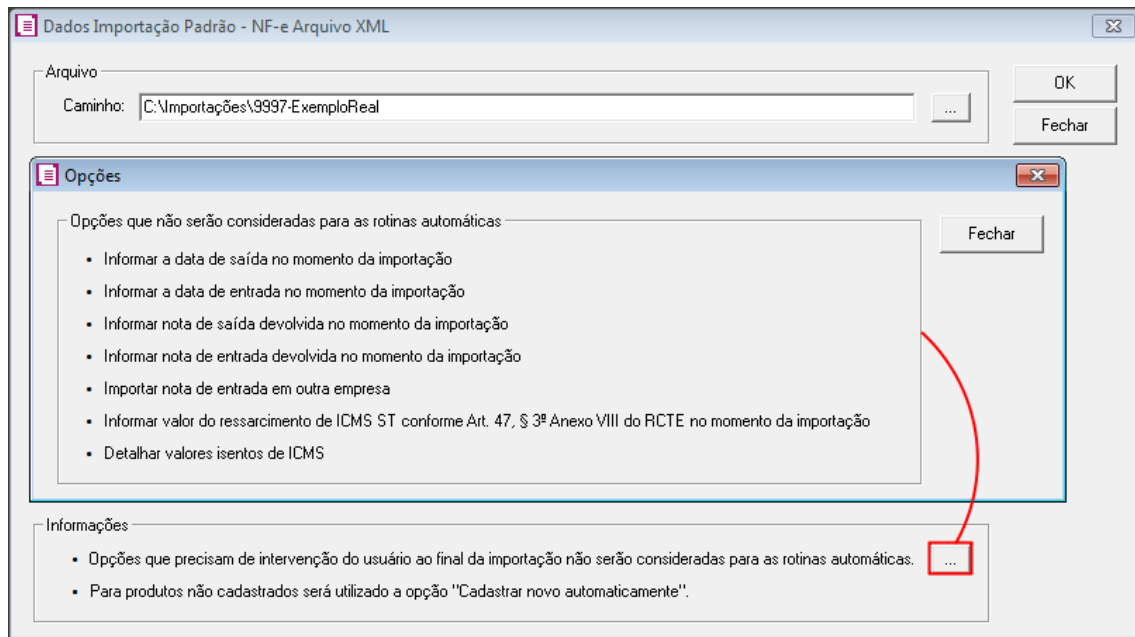 Dados Importação Padrão - NF-e Arquivo XML
Arquivo
Caminho: C:\Importações\9997-ExemploReal
...
OK
Fechar
Opções
Opções que não serão consideradas para as rotinas automáticas
Fechar
• Informar a data de saída no momento da importação
• Informar a data de entrada no momento da importação
• Informar nota de saída devolvida no momento da importação
• Informar nota de entrada devolvida no momento da importação
• Importar nota de entrada em outra empresa
• Informar valor do ressarcimento de ICMS ST conforme Art. 47, § 3º Anexo VIII do RCTE no momento da importação
• Detalhar valores isentos de ICMS
Informações
• Opções que precisam de intervenção do usuário ao final da importação não serão consideradas para as rotinas automáticas.
...
• Para produtos não cadastrados será utilizado a opção "Cadastrar novo automaticamente".